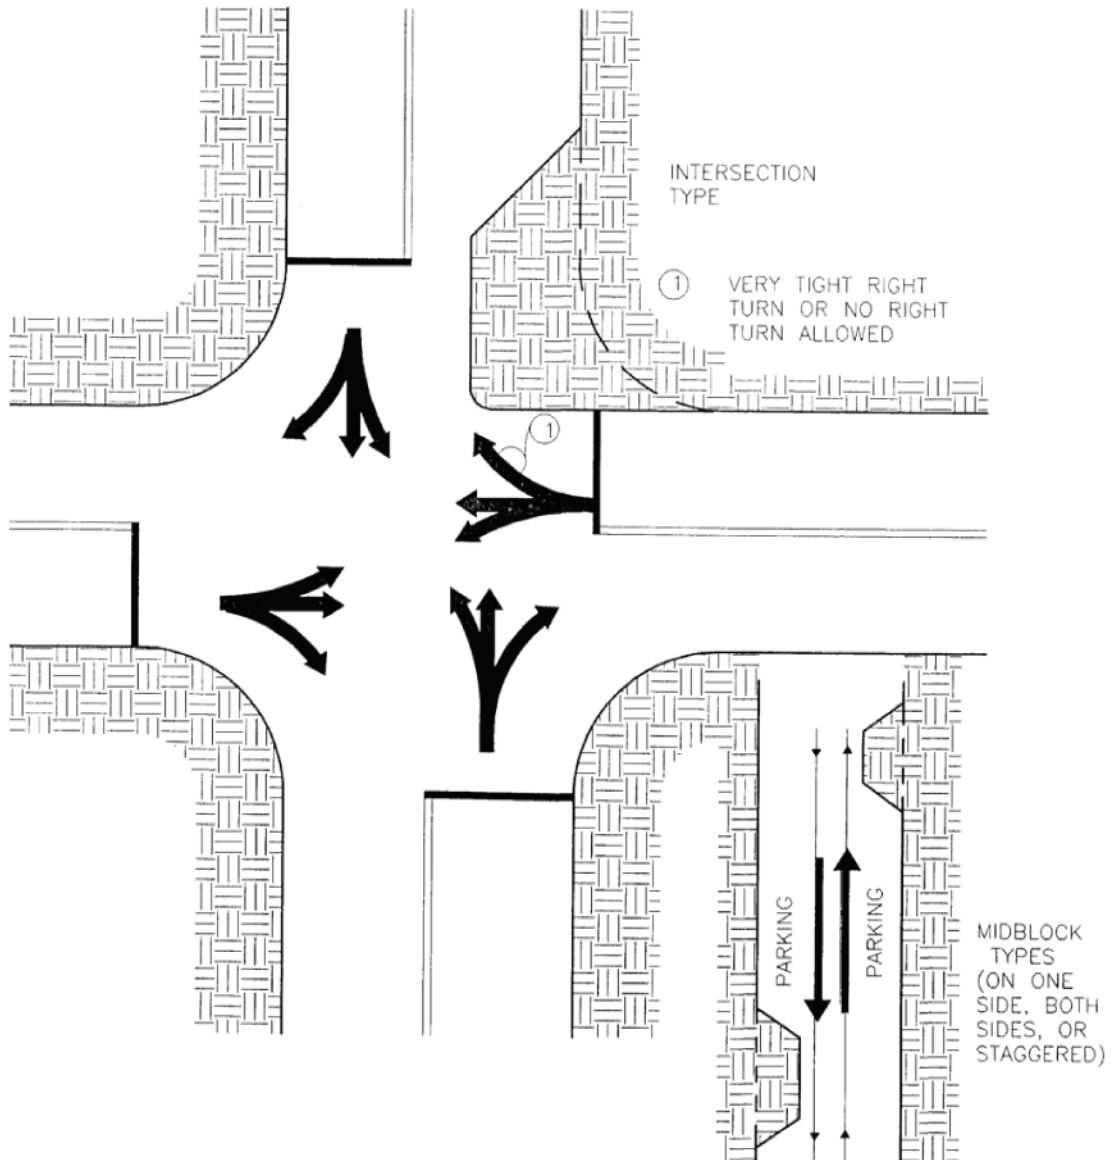 INTERSECTION
TYPE
1
VERY TIGHT RIGHT
TURN OR NO RIGHT
TURN ALLOWED
1
PARKING
PARKING
MIDBLOCK
TYPES
(ON ONE
SIDE, BOTH
SIDES, OR
STAGGERED)